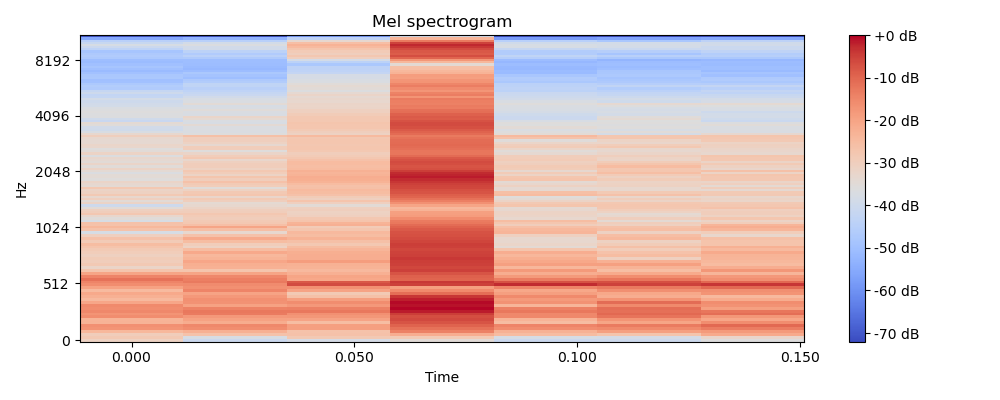 Mel spectrogram
Hz
8192
4096
2048
1024
512
0
0.000
0.050
0.100
0.150
Time
+0 dB
-10 dB
-20 dB
-30 dB
-40 dB
-50 dB
-60 dB
-70 dB